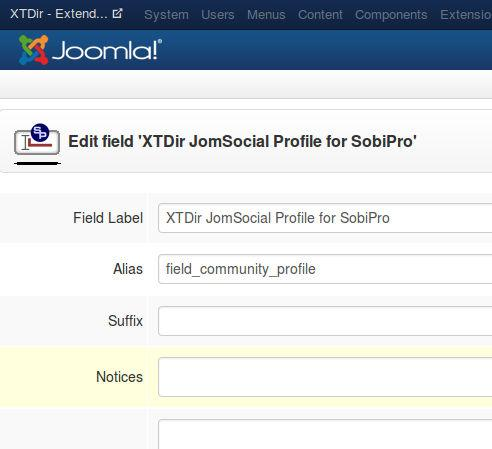 XTDir - Extend... System Users Menus Content Components Extensio
Joomla!®
SP Edit field 'XTDir JomSocial Profile for SobiPro'
Field Label XTDir JomSocial Profile for SobiPro
Alias field_community_profile
Suffix
Notices